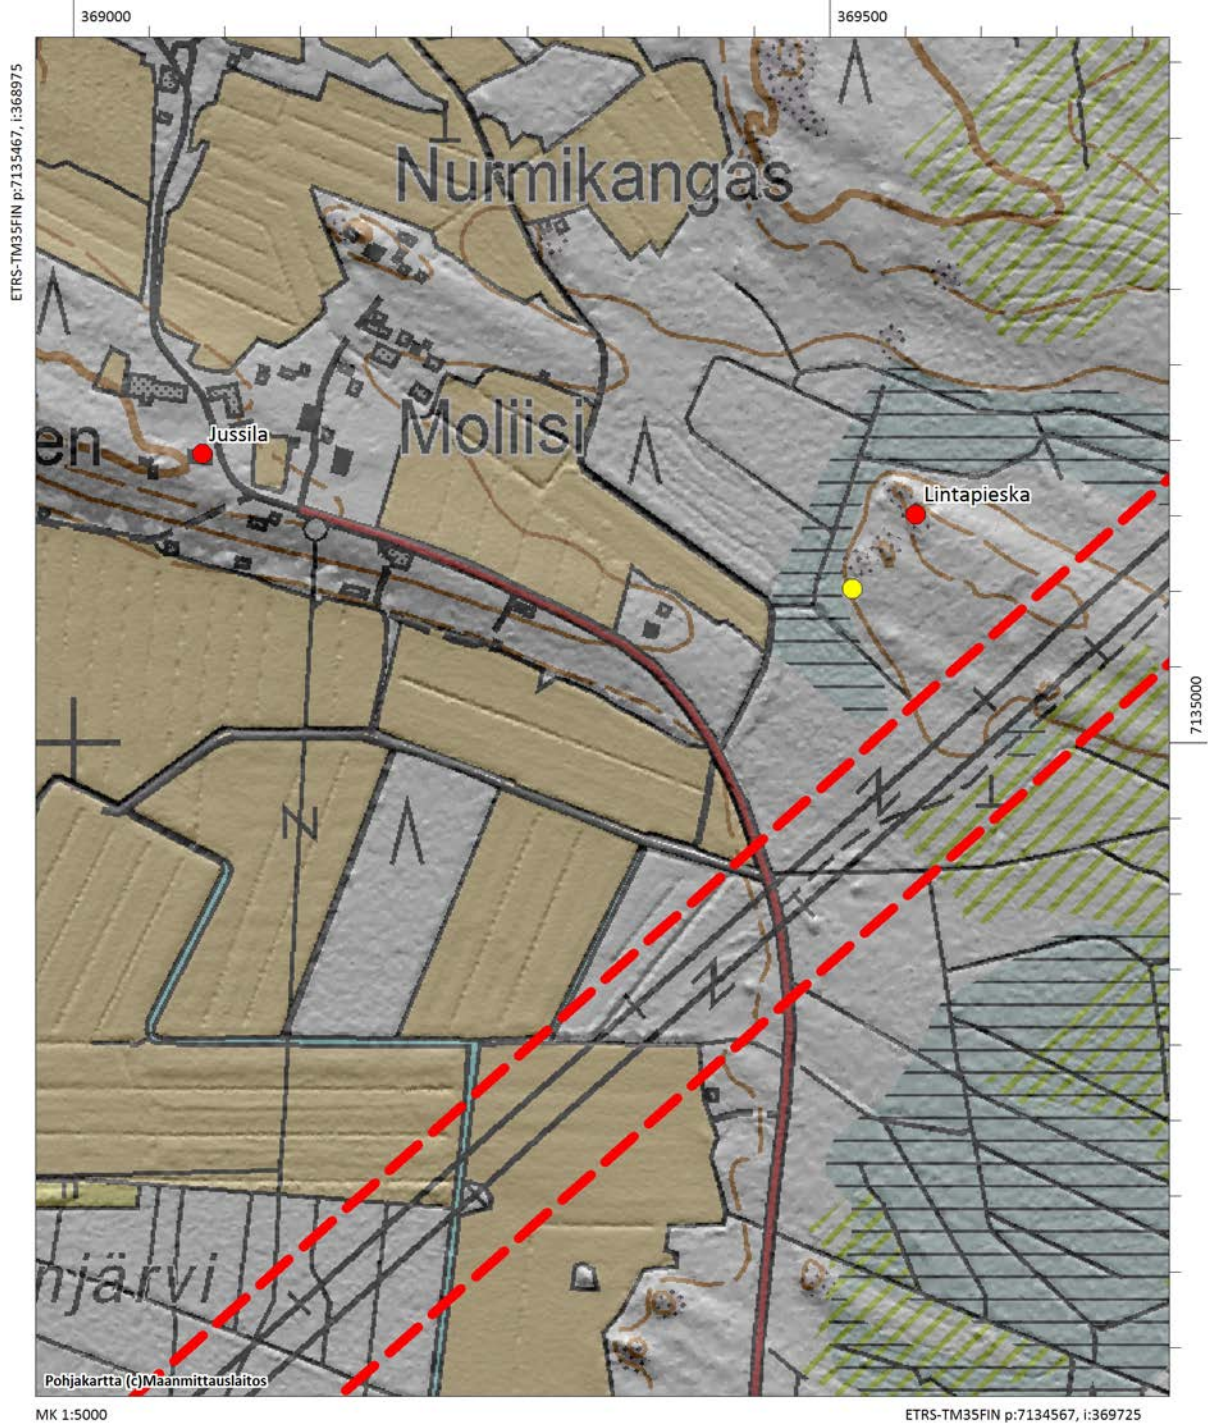 369000
369500
ETRS-TM35FIN p:7135467, i:368975
Nurmikangas
Moliisi
Jussila
en
Lintapieska
7135000
njärvi
Pohjakartta (c)Maanmittauslaitos
MK 1:5000
ETRS-TM35FIN p:7134567, i:369725